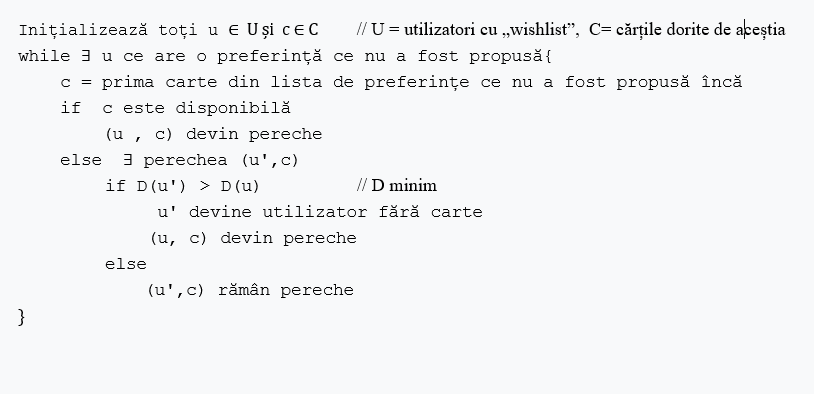 Inițializează toți u ∈ U și c∈C // U = utilizatori cu „wishlist”, C= cărțile dorite de aceștia
while ∃ u ce are o preferință ce nu a fost propusă{
c = prima carte din lista de preferințe ce nu a fost propusă încă
if c este disponibilă
(u , c) devin pereche
else ∃ perechea (u',c)
if D(u') > D(u) // D minim
u' devine utilizator fără carte
(u, c) devin pereche
else
(u',c) rămân pereche
}